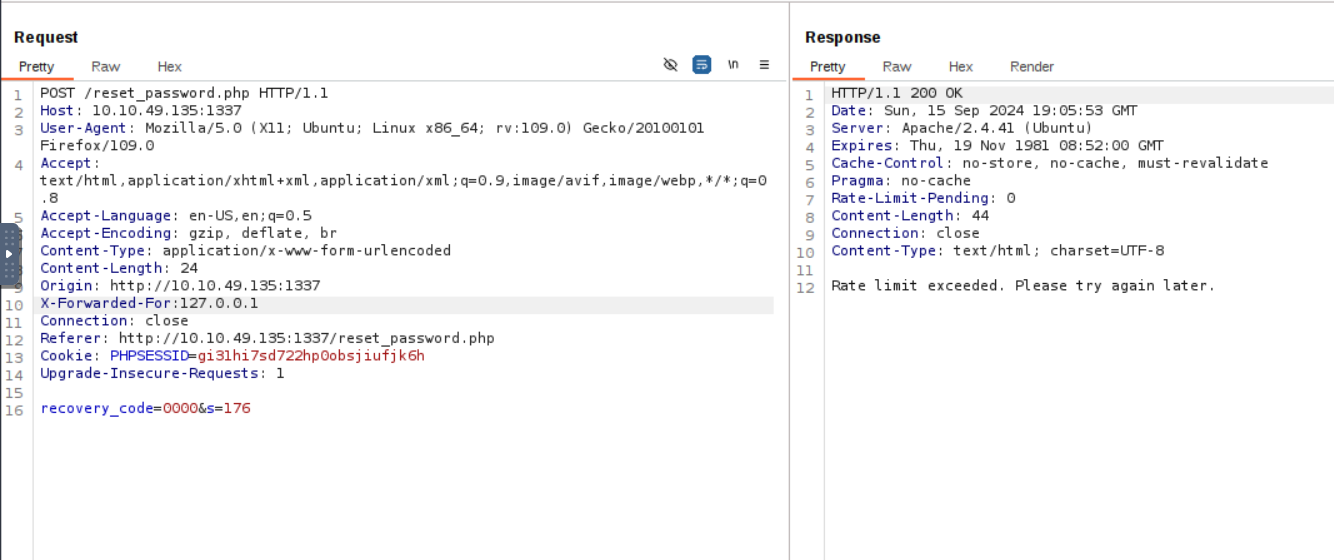 Request
Pretty Raw Hex
\n
1 POST /reset_password.php HTTP/1.1
2 Host: 10.10.49.135:1337
3 User-Agent: Mozilla/5.0 (X11; Ubuntu; Linux x86_64; rv:109.0) Gecko/20100101
Firefox/109.0
4 Accept:
text/html,application/xhtml+xml,application/xml;q=0.9,image/avif,image/webp,*/*;q=0
.8
5 Accept-Language: en-US,en;q=0.5
Accept-Encoding: gzip, deflate, br
Content-Type: application/x-www-form-urlencoded
Content-Length: 24
9 Origin: http://10.10.49.135:1337
10 X-Forwarded-For:127.0.0.1
11 Connection: close
12 Referer: http://10.10.49.135:1337/reset_password.php
13 Cookie: PHPSESSID=gi3lhi7sd722hp0obsjiufjk6h
14 Upgrade-Insecure-Requests: 1
15
16 recovery_code=0000&s=176
Response
Pretty Raw Hex Render
1 HTTP/1.1 200 OK
2 Date: Sun, 15 Sep 2024 19:05:53 GMT
3 Server: Apache/2.4.41 (Ubuntu)
4 Expires: Thu, 19 Nov 1981 08:52:00 GMT
5 Cache-Control: no-store, no-cache, must-revalidate
6 Pragma: no-cache
7 Rate-Limit-Pending: 0
8 Content-Length: 44
9 Connection: close
10 Content-Type: text/html; charset=UTF-8
11
12 Rate limit exceeded. Please try again later.